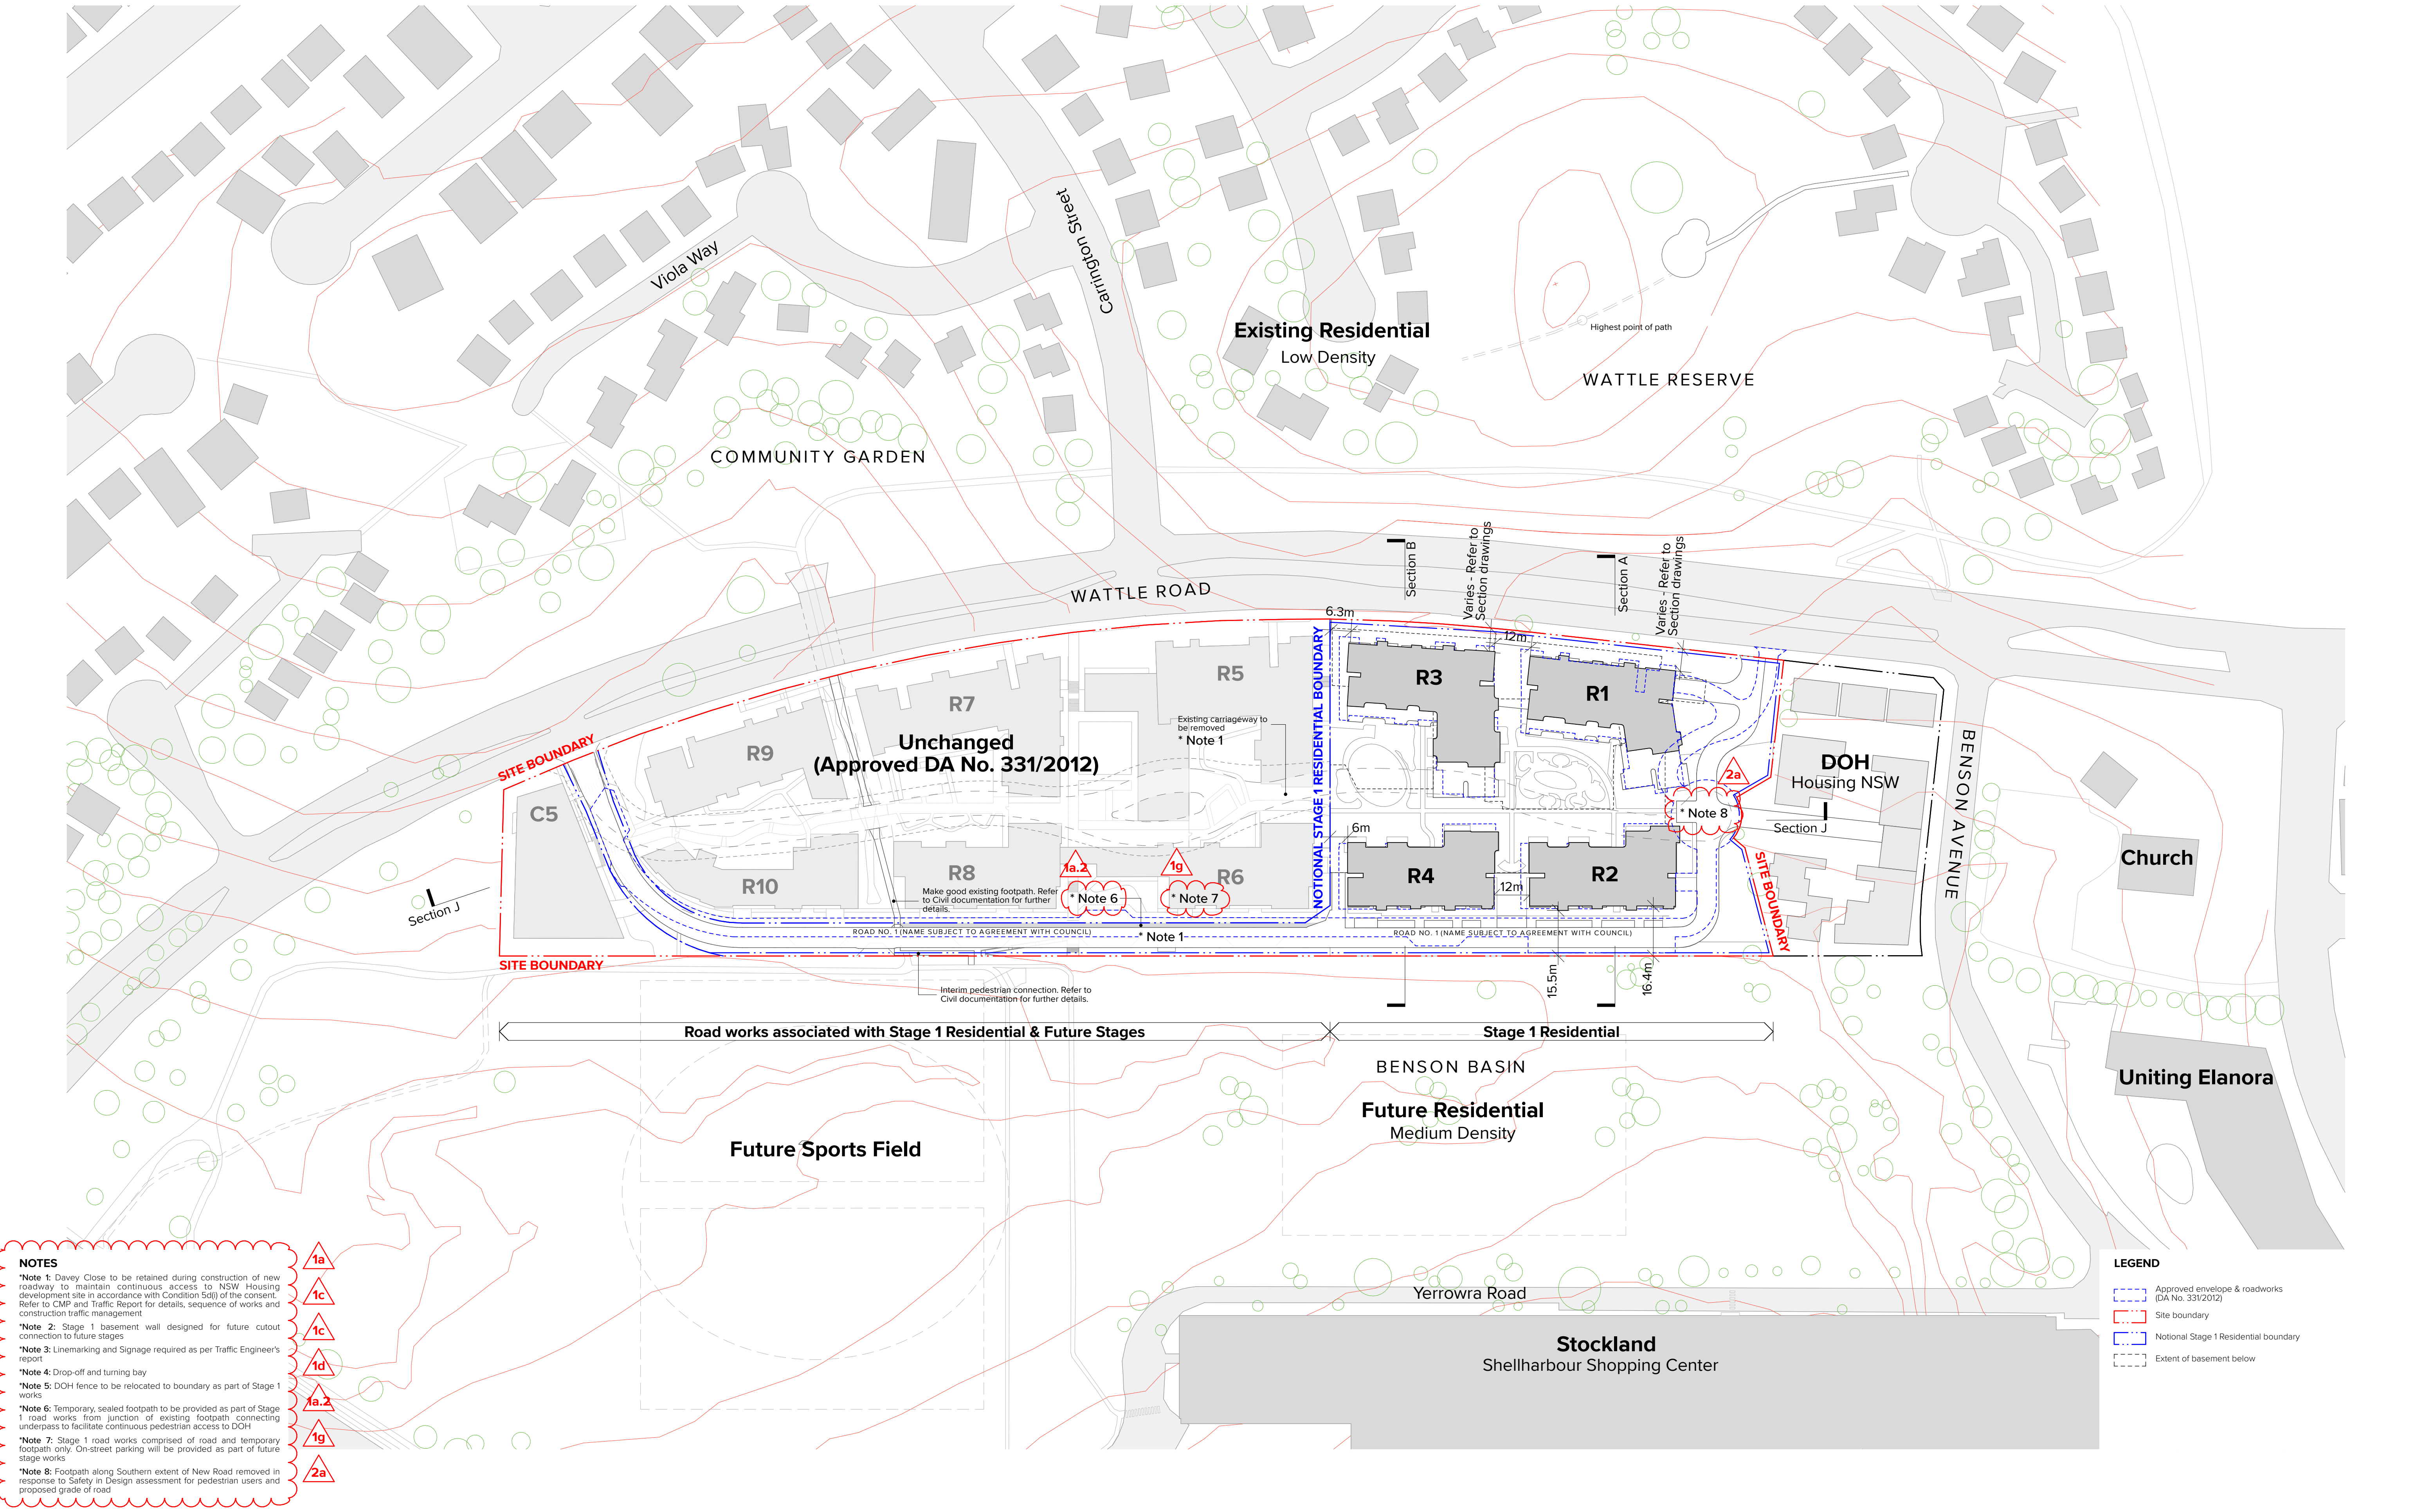 Viola Way
Carrington Street
Existing Residential
Low Density
Highest point of path
WATTLE RESERVE
COMMUNITY GARDEN
WATTLE ROAD
Section B
Varies - Refer to
Section drawings
Section A
Varies - Refer to
Section drawings
6.3m
12m
SITE BOUNDARY
C5
R9
R7
R5
Unchanged
(Approved DA No. 331/2012)
Existing carriageway to
be removed
* Note 1
NOTIONAL STAGE 1 RESIDENTIAL BOUNDARY
R3
R1
2a
* Note 8
DOH
Housing NSW
Section J
BENSON AVENUE
Church
6m
R10
R8
1a.2
* Note 6
1g
* Note 7
R6
R4
12m
R2
SITE BOUNDARY
Make good existing footpath. Refer
to Civil documentation for further
details.
Section J
ROAD NO. 1 (NAME SUBJECT TO AGREEMENT WITH COUNCIL)
* Note 1
ROAD NO. 1 (NAME SUBJECT TO AGREEMENT WITH COUNCIL)
SITE BOUNDARY
15.5m
16.4m
Interim pedestrian connection. Refer to
Civil documentation for further details.
Road works associated with Stage 1 Residential & Future Stages
Stage 1 Residential
BENSON BASIN
Future Residential
Medium Density
Future Sports Field
Uniting Elanora
Yerrowra Road
Stockland
Shellharbour Shopping Center
NOTES
*Note 1: Davey Close to be retained during construction of new
roadway to maintain continuous access to NSW Housing
development site in accordance with Condition 5d(i) of the consent.
Refer to CMP and Traffic Report for details, sequence of works and
construction traffic management
*Note 2: Stage 1 basement wall designed for future cutout
connection to future stages
*Note 3: Linemarking and Signage required as per Traffic Engineer's
report
*Note 4: Drop-off and turning bay
*Note 5: DOH fence to be relocated to boundary as part of Stage 1
works
*Note 6: Temporary, sealed footpath to be provided as part of Stage
1 road works from junction of existing footpath connecting
underpass to facilitate continuous pedestrian access to DOH
*Note 7: Stage 1 road works comprised of road and temporary
footpath only. On-street parking will be provided as part of future
stage works
*Note 8: Footpath along Southern extent of New Road removed in
response to Safety in Design assessment for pedestrian users and
proposed grade of road
1a
1c
1c
1d
1a.2
1g
2a
LEGEND
Approved envelope & roadworks
(DA No. 331/2012)
Site boundary
Notional Stage 1 Residential boundary
Extent of basement below